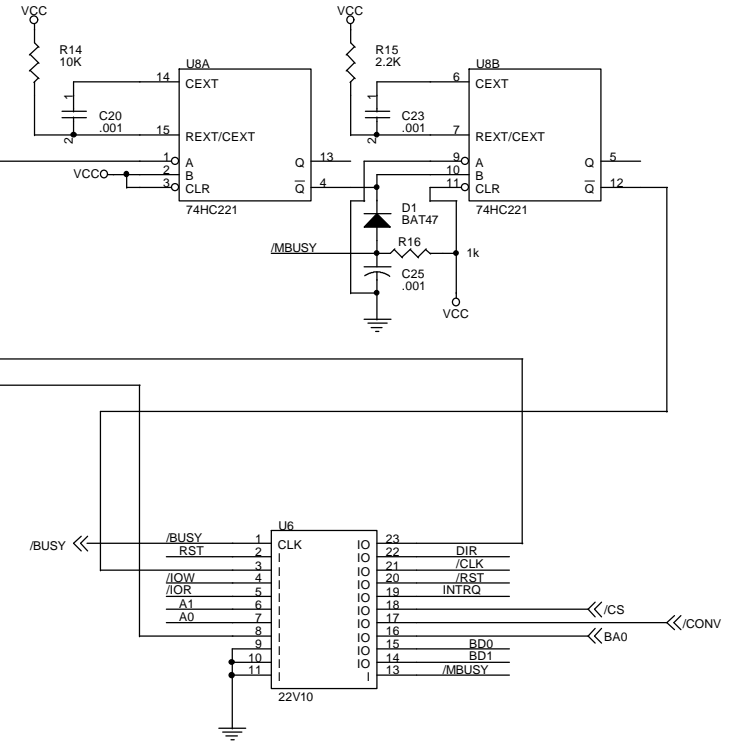 VCC
VCC
R14
10K
R15
2.2K
U8A
U8B
14
CEXT
6
CEXT
1
C20
.001
2
1
C23
.001
2
15
REXT/CEXT
7
REXT/CEXT
1
A
2
B
3
CLR
VCC
Q
13
Q
4
74HC221
9
A
10
B
11
CLR
Q
5
Q
12
74HC221
D1
BAT47
/MBUSY
R16
1k
C25
.001
VCC
U6
/BUSY
/BUSY
1
CLK
IO
23
RST
2
I
IO
22
DIR
3
I
IO
21
/CLK
/IOW
4
I
IO
20
/RST
/IOR
5
I
IO
19
INTRQ
A1
6
I
IO
18
/CS
A0
7
I
IO
17
/CONV
8
I
IO
16
BA0
9
I
IO
15
BD0
10
I
IO
14
BD1
11
I
I
13
/MBUSY
22V10